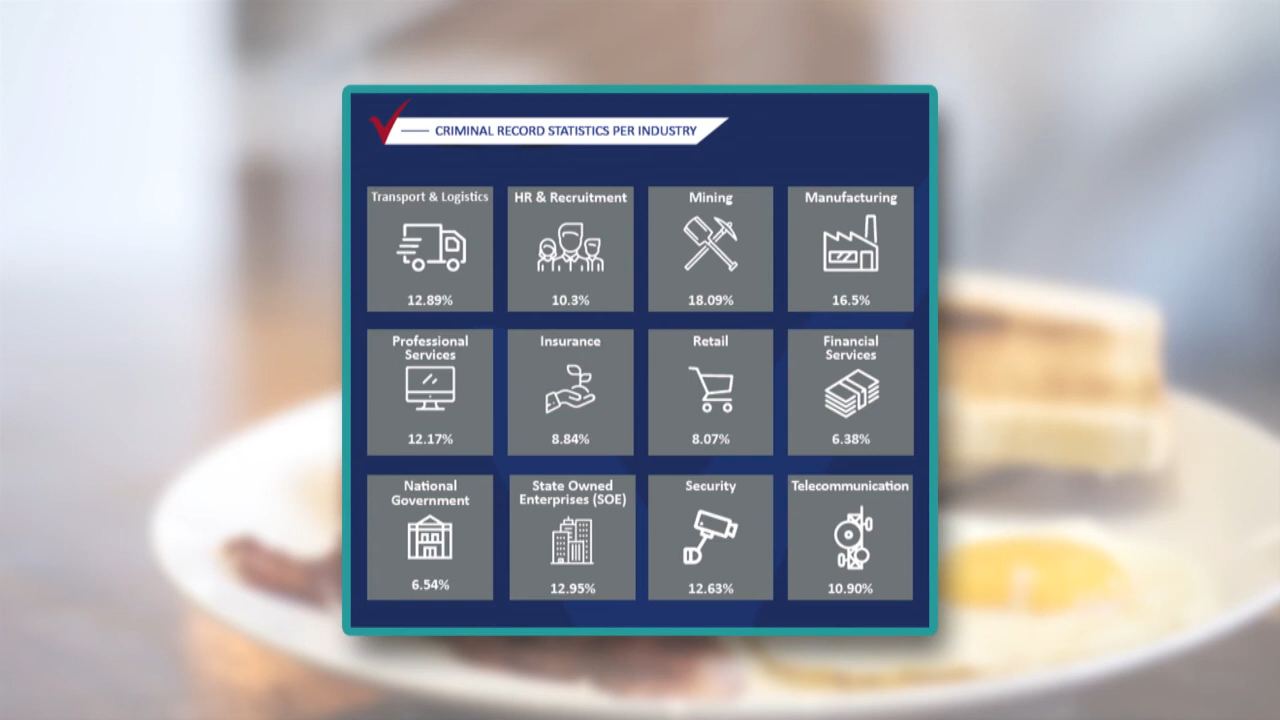 CRIMINAL RECORD STATISTICS PER INDUSTRY
Transport & Logistics
12.89%
HR & Recruitment
10.3%
Mining
18.09%
Manufacturing
16.5%
Professional
Services
12.17%
Insurance
8.84%
Retail
8.07%
Financial
Services
6.38%
National
Government
6.54%
State Owned
Enterprises (SOE)
12.95%
Security
12.63%
Telecommunication
10.90%